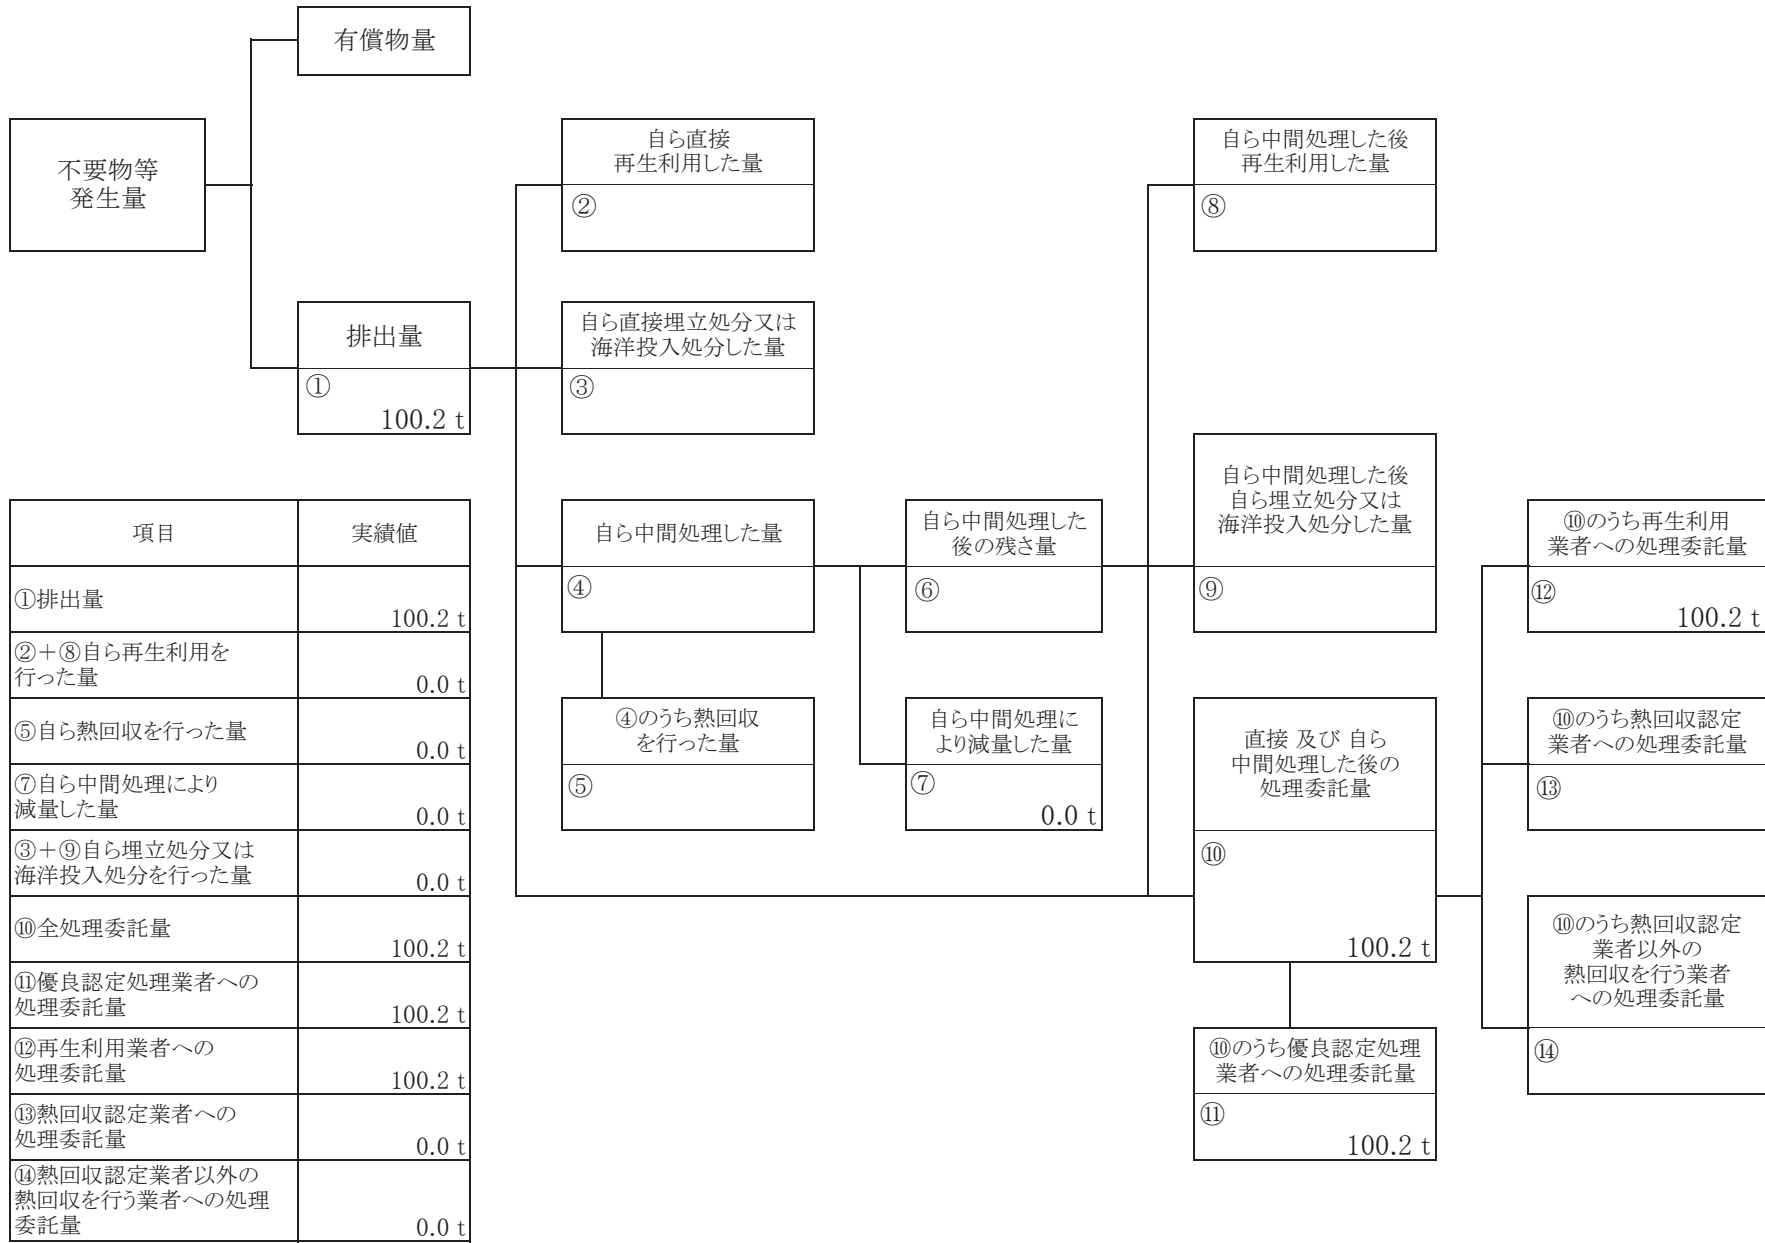 有償物量
不要物等
発生量
排出量
①
100.2 t
自ら直接
再生利用した量
②
自ら直接埋立処分又は
海洋投入処分した量
③
自ら中間処理した量
④
④のうち熱回収
を行った量
⑤
自ら中間処理した
後の残さ量
⑥
自ら中間処理に
より減量した量
⑦
0.0 t
自ら中間処理した後
再生利用した量
⑧
自ら中間処理した後
自ら埋立処分又は
海洋投入処分した量
⑨
直接 及び 自ら
中間処理した後の
処理委託量
⑩
100.2 t
⑩のうち優良認定処理
業者への処理委託量
⑪
100.2 t
⑩のうち再生利用
業者への処理委託量
⑫
100.2 t
⑩のうち熱回収認定
業者への処理委託量
⑬
⑩のうち熱回収認定
業者以外の
熱回収を行う業者
への処理委託量
⑭
項目 実績値
①排出量
100.2 t
②＋⑧自ら再生利用を
行った量
0.0 t
⑤自ら熱回収を行った量
0.0 t
⑦自ら中間処理により
減量した量
0.0 t
③＋⑨自ら埋立処分又は
海洋投入処分を行った量
0.0 t
⑩全処理委託量
100.2 t
⑪優良認定処理業者への
処理委託量
100.2 t
⑫再生利用業者への
処理委託量
100.2 t
⑬熱回収認定業者への
処理委託量
0.0 t
⑭熱回収認定業者以外の
熱回収を行う業者への処理
委託量
0.0 t